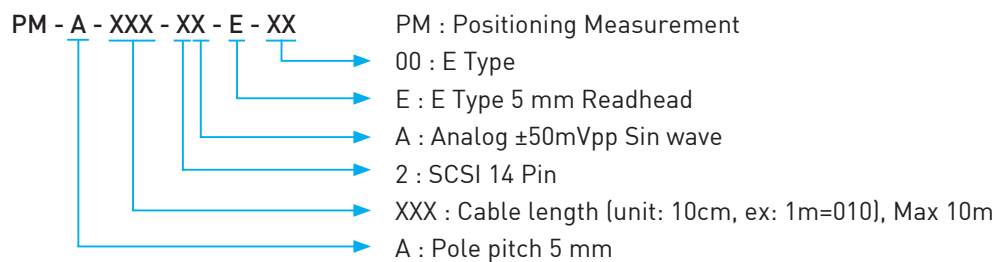 PM - A - XXX - XX - E - XX PM : Positioning Measurement
00 : E Type
E : E Type 5 mm Readhead
A : Analog ±50mVpp Sin wave
2 : SCSI 14 Pin
XXX : Cable length (unit: 10cm, ex: 1m=010), Max 10m
A : Pole pitch 5 mm